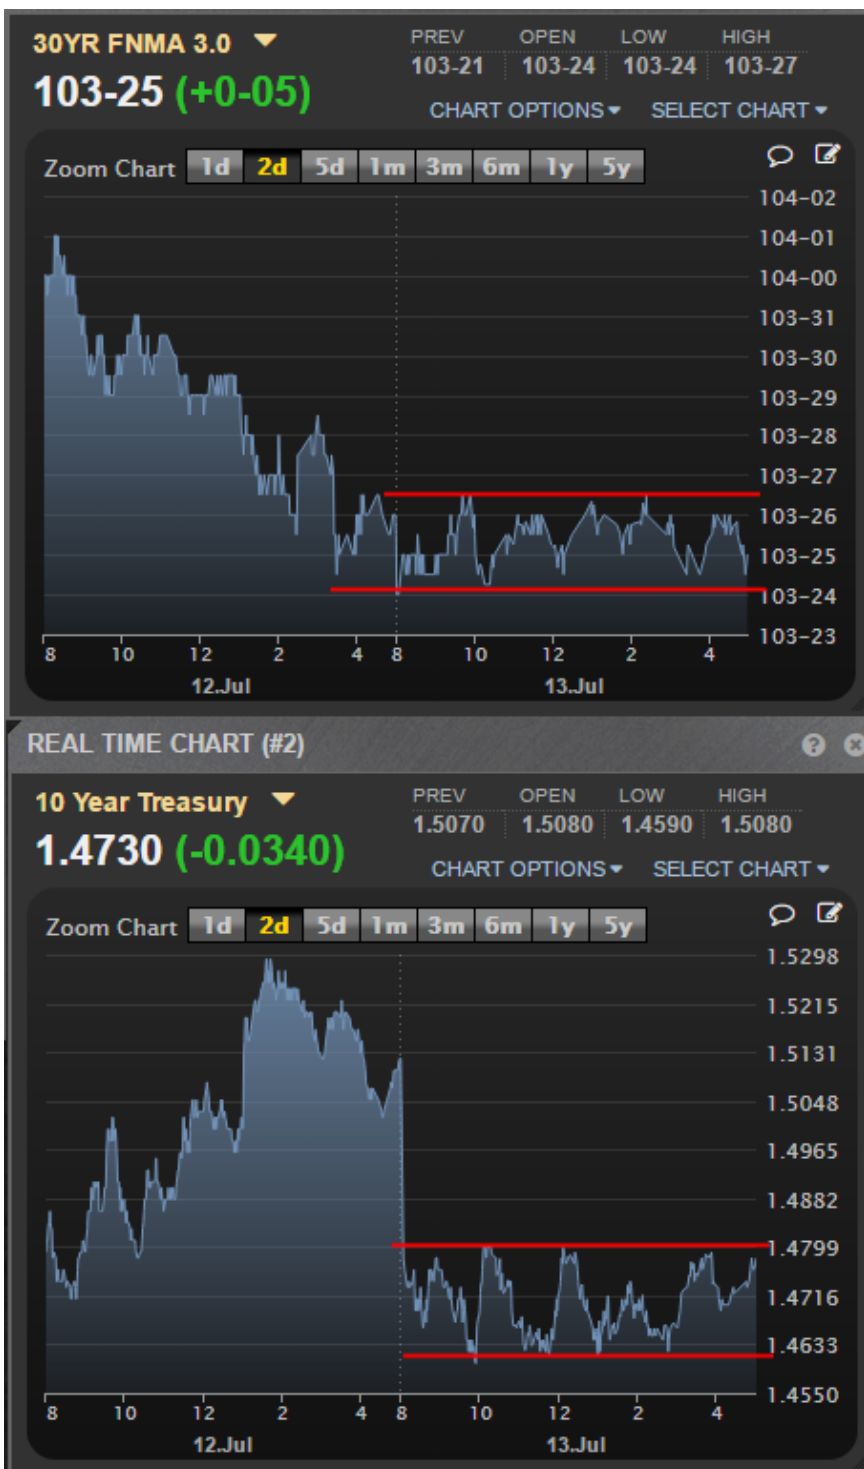 30YR FNMA 3.0
PREV OPEN LOW HIGH
103-21 103-24 103-24 103-27
103-25 (+0-05)
CHART OPTIONS SELECT CHART
Zoom Chart 1d 2d 5d 1m 3m 6m 1y 5y
104-02
104-01
104-00
103-31
103-30
103-29
103-28
103-27
103-26
103-25
103-24
103-23
8 10 12 2 4 8 10 12 2 4
12.Jul 13.Jul
REAL TIME CHART (#2)
10 Year Treasury
PREV OPEN LOW HIGH
1.5070 1.5080 1.4590 1.5080
1.4730 (-0.0340)
CHART OPTIONS SELECT CHART
Zoom Chart 1d 2d 5d 1m 3m 6m 1y 5y
1.5298
1.5215
1.5131
1.5048
1.4965
1.4882
1.4799
1.4716
1.4633
1.4550
8 10 12 2 4 8 10 12 2 4
12.Jul 13.Jul